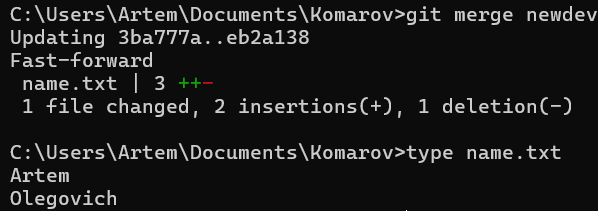 C:\Users\Artem\Documents\Komarov>git merge newdev
Updating 3ba777a..eb2a138
Fast-forward
 name.txt | 3 ++-
 1 file changed, 2 insertions(+), 1 deletion(-)
C:\Users\Artem\Documents\Komarov>type name.txt
Artem
Olegovich